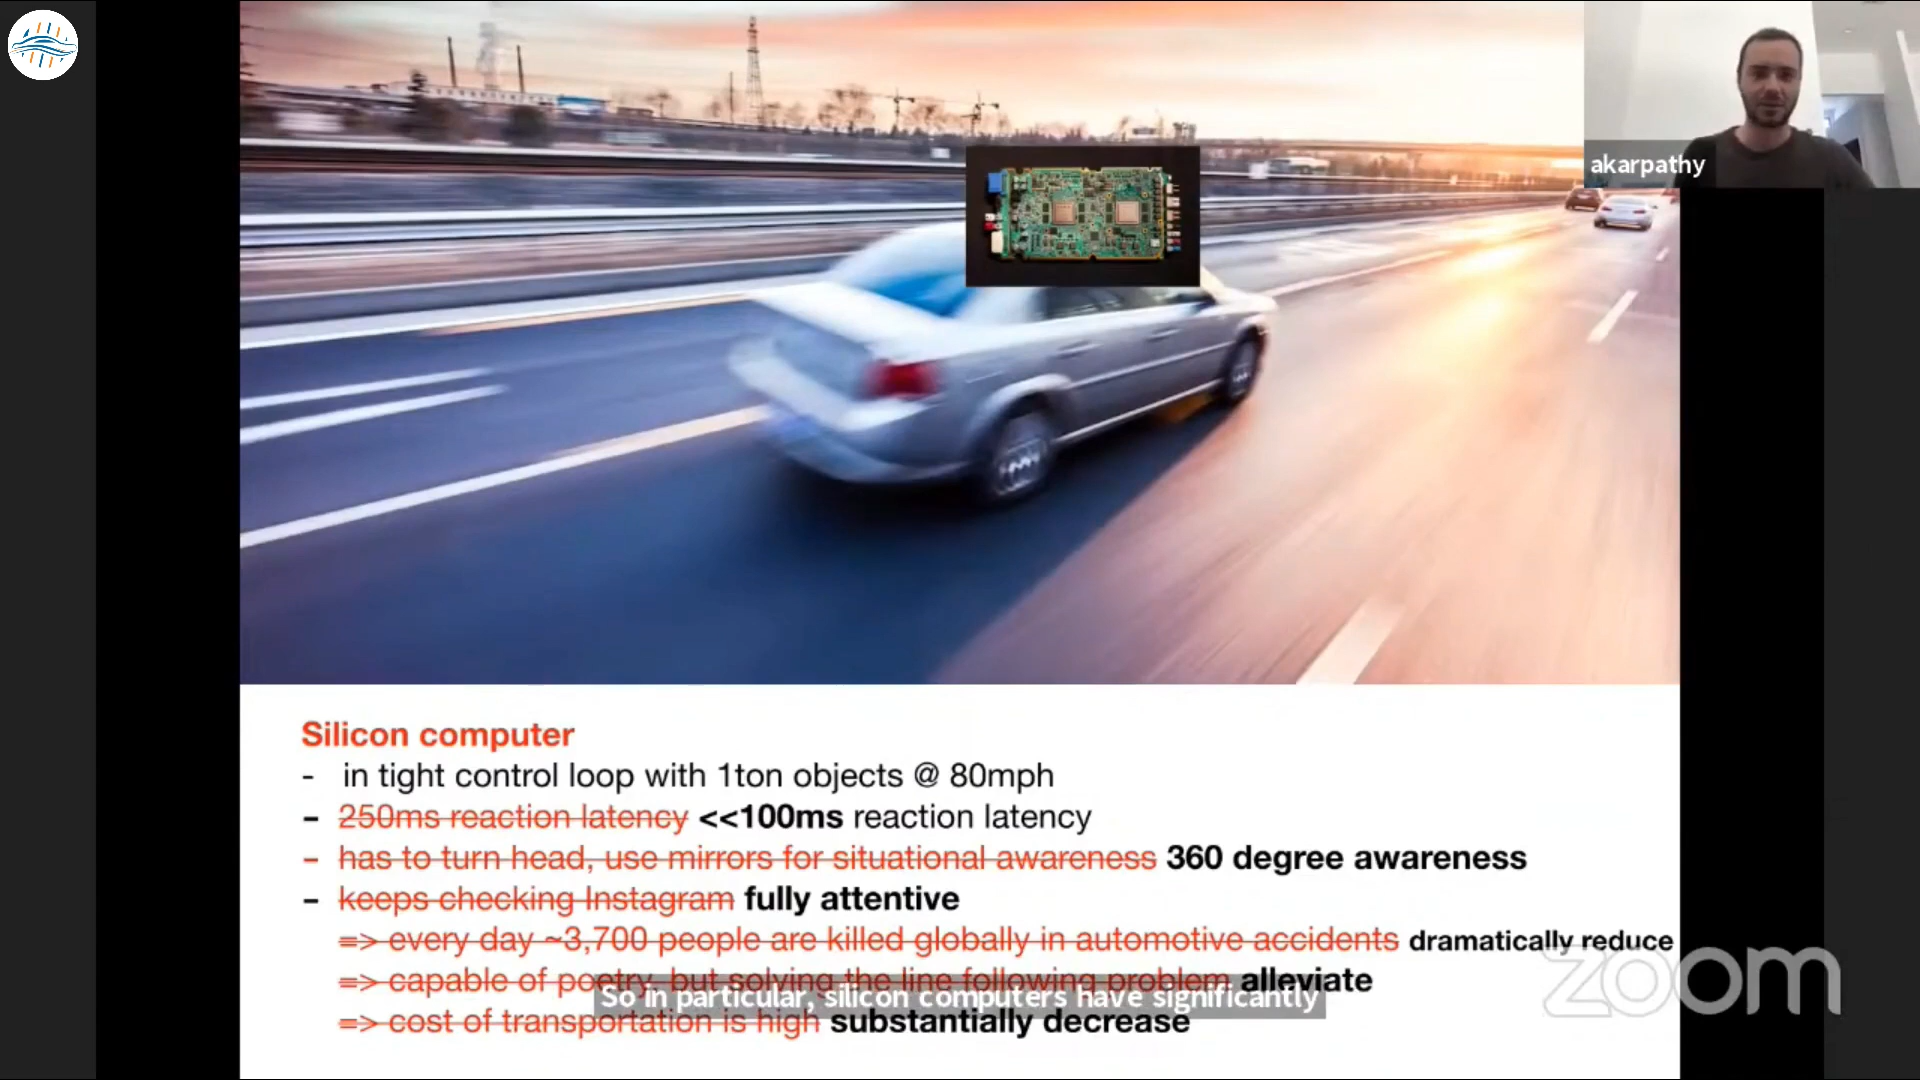 akarpathy
Silicon computer
- in tight control loop with 1ton objects @ 80mph
- 250ms reaction latency <<100ms reaction latency
- has to turn head, use mirrors for situational awareness 360 degree awareness
- keeps checking Instagram fully attentive
=> every day ~3,700 people are killed globally in automotive accidents dramatically reduce
=> capable of poetry, but solving the line following problem alleviate
So in particular, silicon computers have significantly
=> cost of transportation is high substantially decrease
zoom